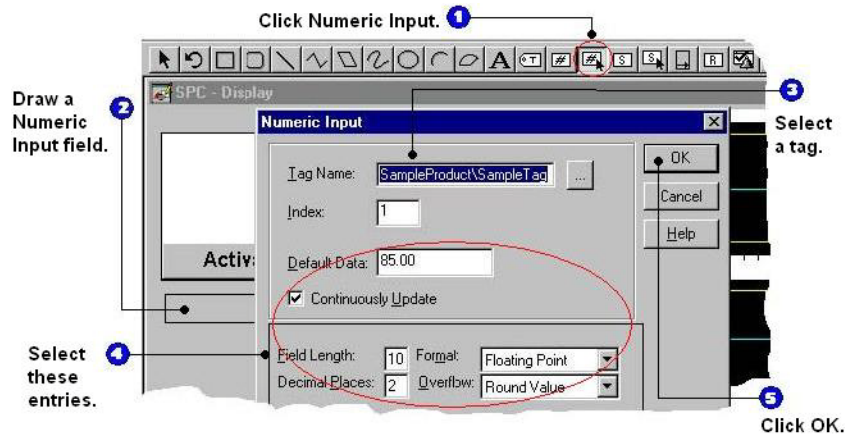 Click Numeric Input. 1
A T # # S S R
SPC - Display
Draw a
Numeric
Input field.
2
Numeric Input
3
Select
a tag.
Tag Name: SampleProduct\SampleTag ...
OK
Index: 1
Cancel
Help
Activ
Default Data: 85.00
Continuously Update
Select
these
entries.
4
Field Length: 10 Format: Floating Point
Decimal Places: 2 Overflow: Round Value
5
Click OK.